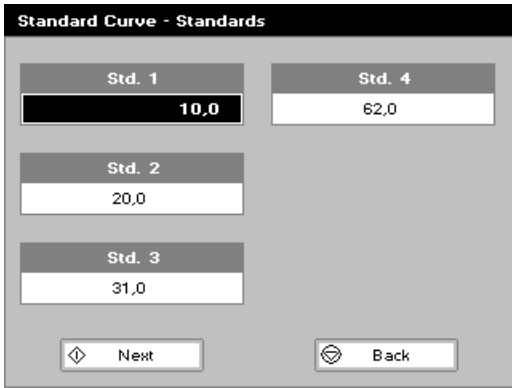 Standard Curve - Standards
Std. 1
10,0
Std. 2
20,0
Std. 3
31,0
Std. 4
62,0
Next
Back